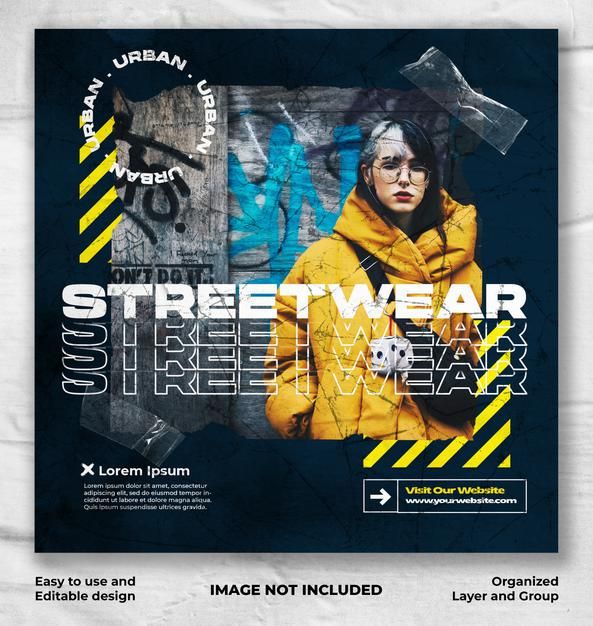 URBAN . URBAN . URBAN . URBAN .
ON'T DO IT
STREETWEAR
STREETWEAR
STREETWEAR
STREETWEAR
Lorem Ipsum
Lorem ipsum dolor sit amet, consectetur
adipiscing elit, sed do eiusmod tempor in-
cididunt ut labore et dolore magna aliqua.
Quis ipsum suspendisse ultrices gravida.
Visit Our Website
www.yourwebsite.com
Easy to use and
Editable design
IMAGE NOT INCLUDED
Organized
Layer and Group